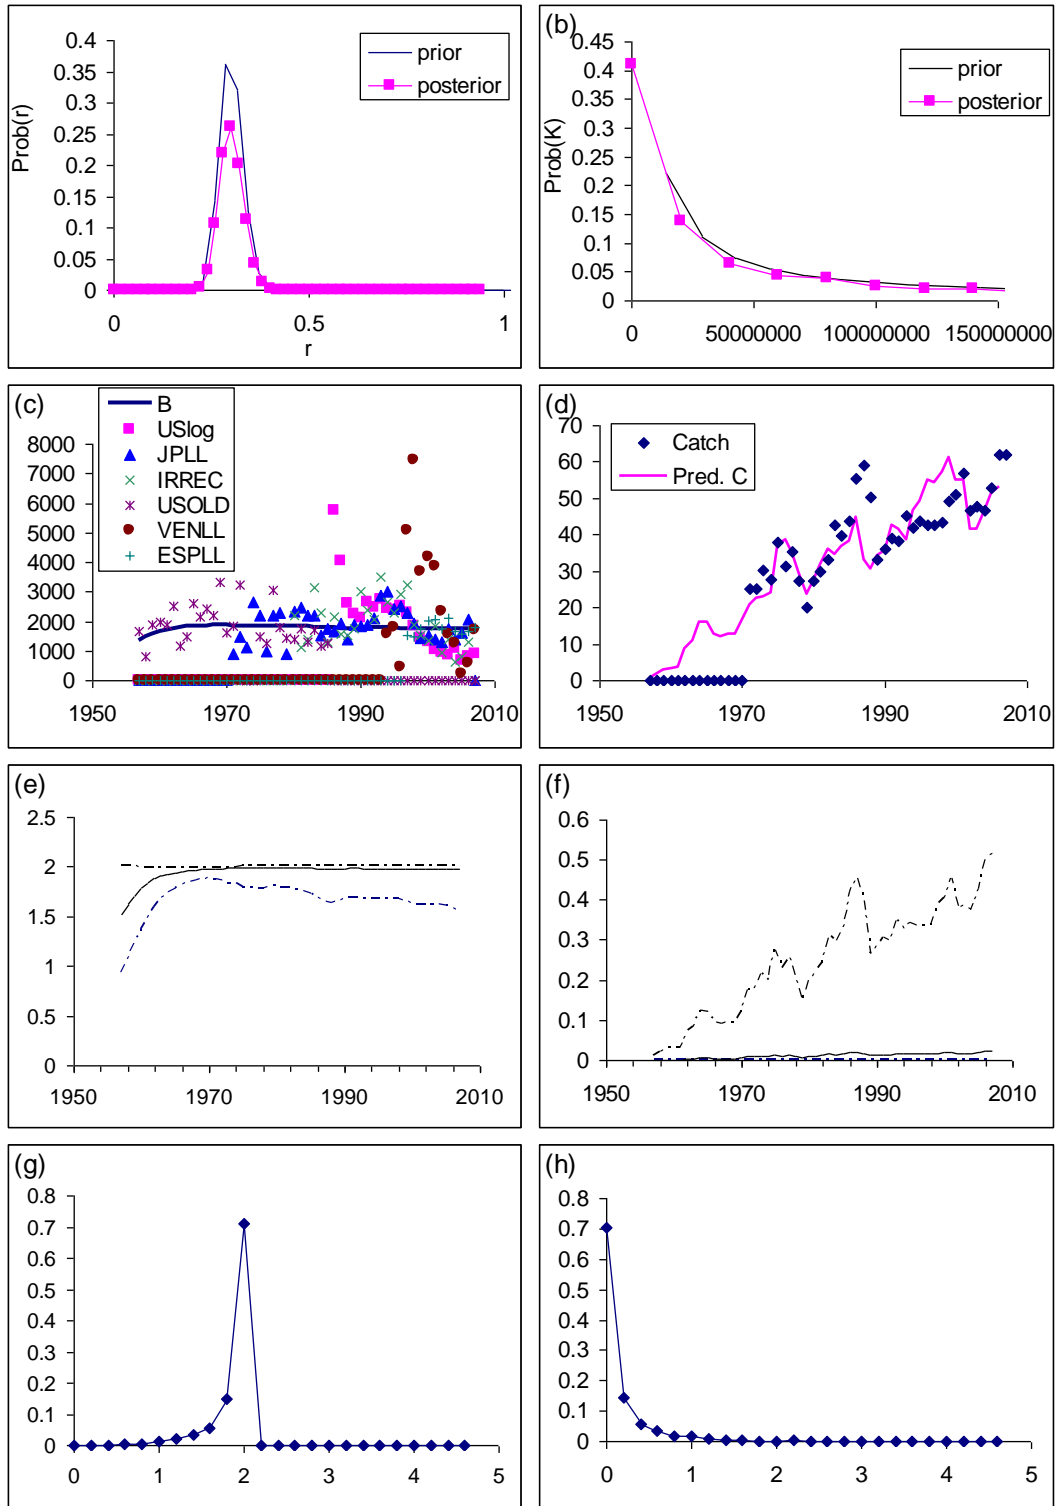 prior
posterior
Prob(r)
0.4
0.35
0.3
0.25
0.2
0.15
0.1
0.05
0
0 0.5 1
r
(b)
prior
posterior
Prob(K)
0.45
0.4
0.35
0.3
0.25
0.2
0.15
0.1
0.05
0
0 50000000 100000000 150000000
(c)
B
USlog
JPLL
IRREC
USOLD
VENLL
ESPLL
8000
7000
6000
5000
4000
3000
2000
1000
0
1950 1970 1990 2010
(d)
Catch
Pred. C
70
60
50
40
30
20
10
0
1950 1970 1990 2010
(e)
2.5
2
1.5
1
0.5
0
1950 1970 1990 2010
(f)
0.6
0.5
0.4
0.3
0.2
0.1
0
1950 1970 1990 2010
(g)
0.8
0.7
0.6
0.5
0.4
0.3
0.2
0.1
0
0 1 2 3 4 5
(h)
0.8
0.7
0.6
0.5
0.4
0.3
0.2
0.1
0
0 1 2 3 4 5